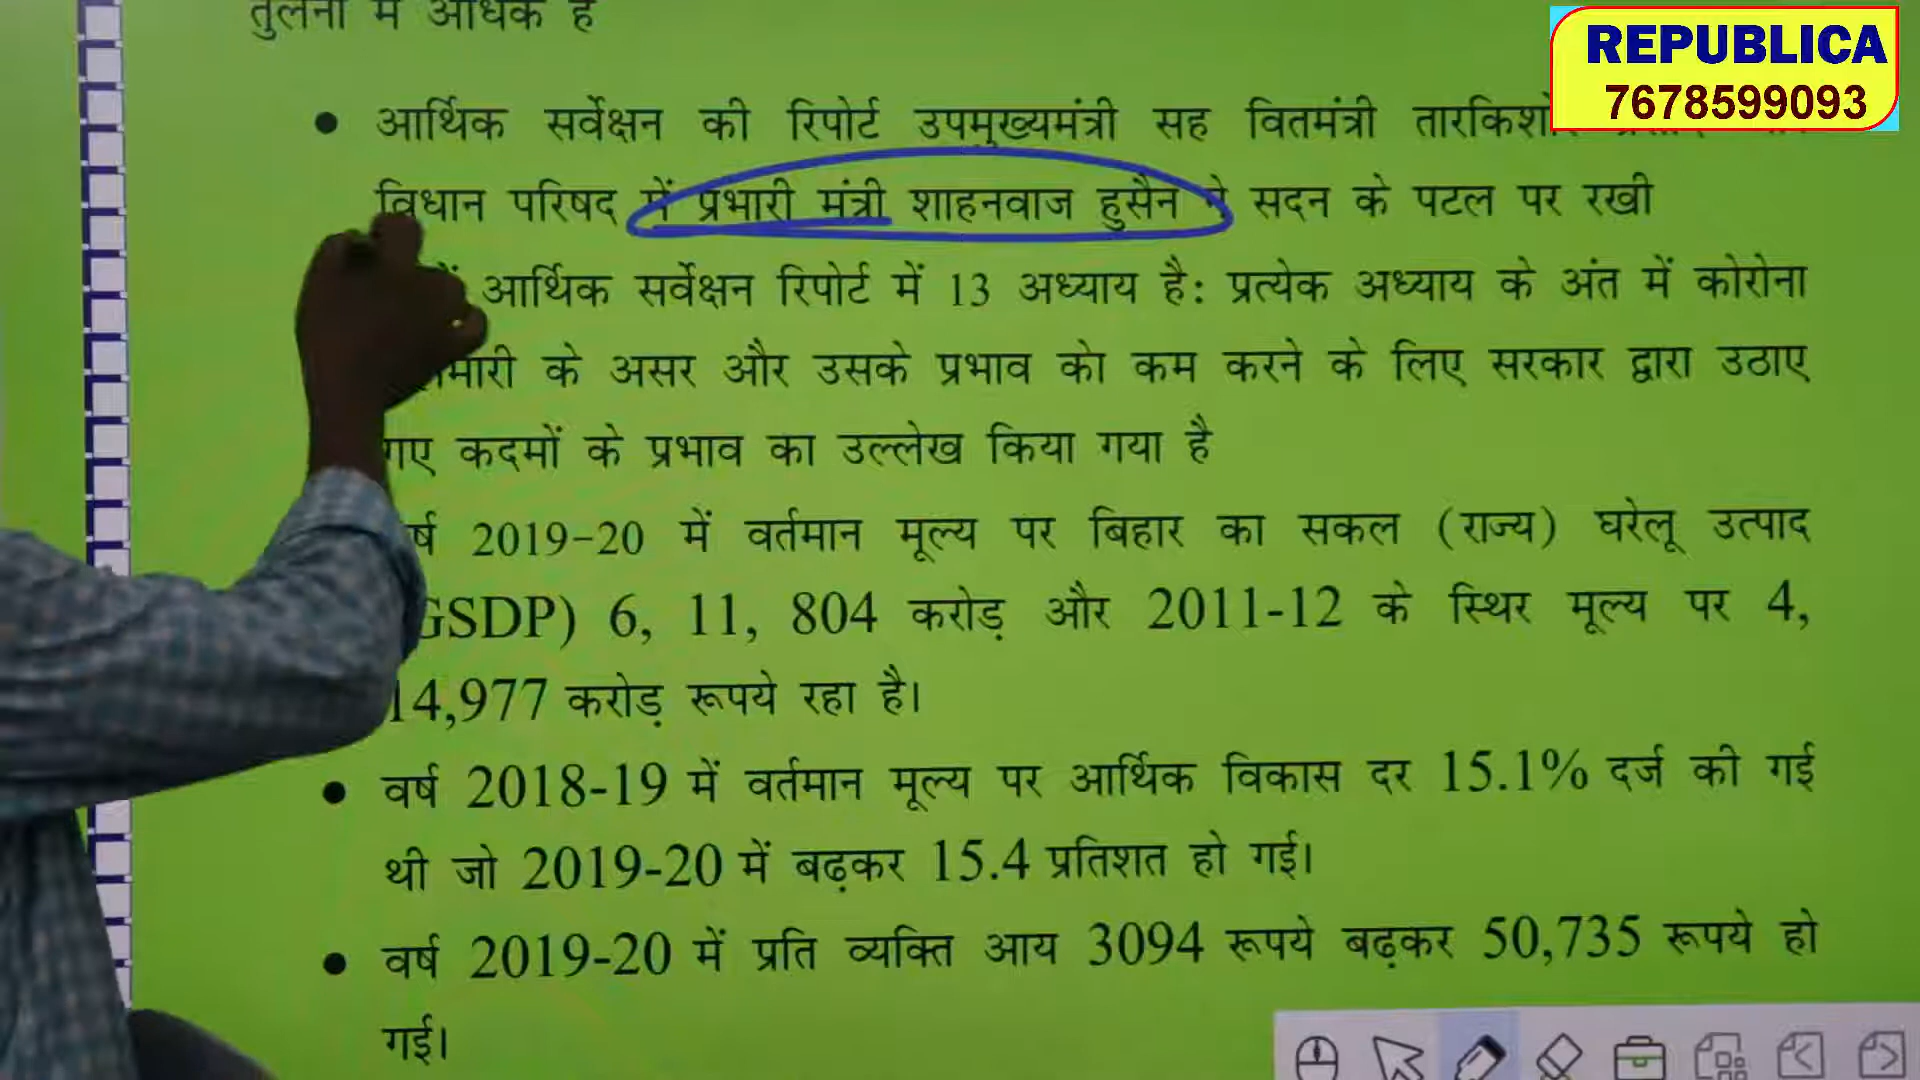 तुलना में अधिक है
REPUBLICA
7678599093
आर्थिक सर्वेक्षन की रिपोर्ट उपमुख्यमंत्री सह वितमंत्री
विधान परिषद में प्रभारी मंत्री शाहनवाज हुसैन ने सदन के पटल पर रखी
आर्थिक सर्वेक्षन रिपोर्ट में 13 अध्याय है: प्रत्येक अध्याय के अंत में कोरोना
के असर और उसके प्रभाव को कम करने के लिए सरकार द्वारा उठाए
गए कदमों के प्रभाव का उल्लेख किया गया है
वर्ष 2019-20 में वर्तमान मूल्य पर बिहार का सकल (राज्य) घरेलू उत्पाद
GSDP) 6, 11, 804 करोड़ और 2011-12 के स्थिर मूल्य पर 4,
14,977 करोड़ रूपये रहा है।
• वर्ष 2018-19 में वर्तमान मूल्य पर आर्थिक विकास दर 15.1% दर्ज की गई
थी जो 2019-20 में बढ़कर 15.4 प्रतिशत हो गई।
• वर्ष 2019-20 में प्रति व्यक्ति आय 3094 रूपये बढ़कर 50,735 रूपये हो
गई।